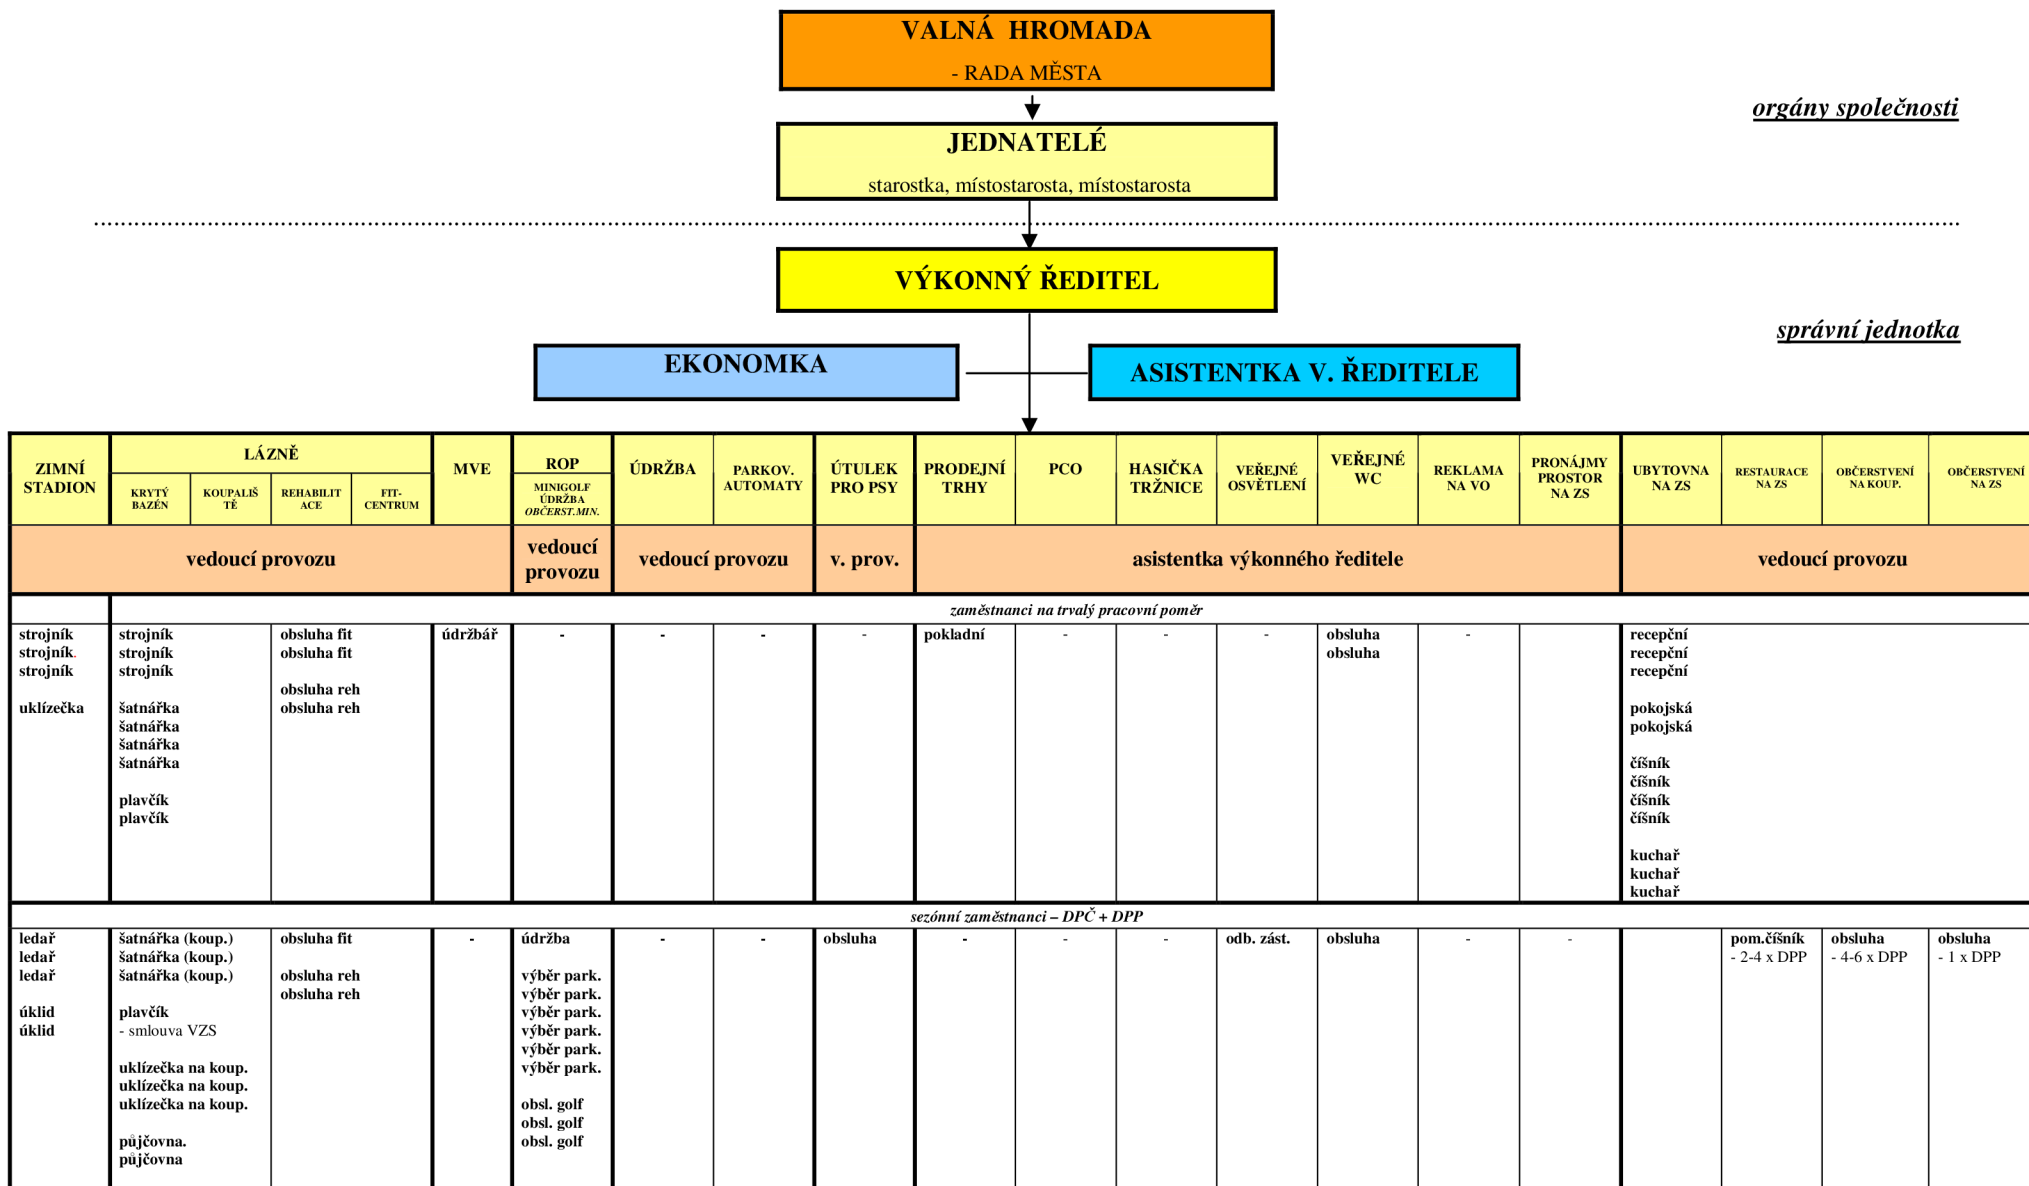 VALNÁ HROMADA
- RADA MĚSTA
orgány společnosti
JEDNATELÉ
starostka, místostarosta, místostarosta
VÝKONNÝ ŘEDITEL
správní jednotka
EKONOMKA
ASISTENTKA V. ŘEDITELE
ZIMNÍ
STADION
LÁZNĚ
KRYTÝ
BAZÉN
KOUPALIŠ
TĚ
REHABILIT
ACE
FIT-
CENTRUM
MVE
ROP
MINIGOLF
ÚDRŽBA
OBČERST.MIN.
ÚDRŽBA
PARKOV.
AUTOMATY
ÚTULEK
PRO PSY
PRODEJNÍ
TRHY
PCO
HASIČKA
TRŽNICE
VEŘEJNÉ
OSVĚTLENÍ
VEŘEJNÉ
WC
REKLAMA
NA VO
PRONÁJMY
PROSTOR
NA ZS
UBYTOVNA
NA ZS
RESTAURACE
NA ZS
OBČERSTVENÍ
NA KOUP.
OBČERSTVENÍ
NA ZS
vedoucí provozu
vedoucí
provozu
vedoucí provozu
v. prov.
asistentka výkonného ředitele
vedoucí provozu
zaměstnanci na trvalý pracovní poměr
strojník
strojník.
strojník
uklízečka
strojník
strojník
strojník
šatnářka
šatnářka
šatnářka
šatnářka
plavčík
plavčík
obsluha fit
obsluha fit
obsluha reh
obsluha reh
údržbář
-
-
-
-
pokladní
-
-
-
obsluha
obsluha
-
recepční
recepční
recepční
pokojská
pokojská
číšník
číšník
číšník
číšník
kuchař
kuchař
kuchař
sezónní zaměstnanci – DPČ + DPP
ledař
ledař
ledař
úklid
úklid
šatnářka (koup.)
šatnářka (koup.)
šatnářka (koup.)
plavčík
- smlouva VZS
uklízečka na koup.
uklízečka na koup.
uklízečka na koup.
půjčovna.
půjčovna
obsluha fit
obsluha reh
obsluha reh
-
údržba
výběr park.
výběr park.
výběr park.
výběr park.
výběr park.
výběr park.
obsl. golf
obsl. golf
obsl. golf
-
-
obsluha
-
-
-
odb. zást.
obsluha
-
-
pom.číšník
- 2-4 x DPP
obsluha
- 4-6 x DPP
obsluha
- 1 x DPP